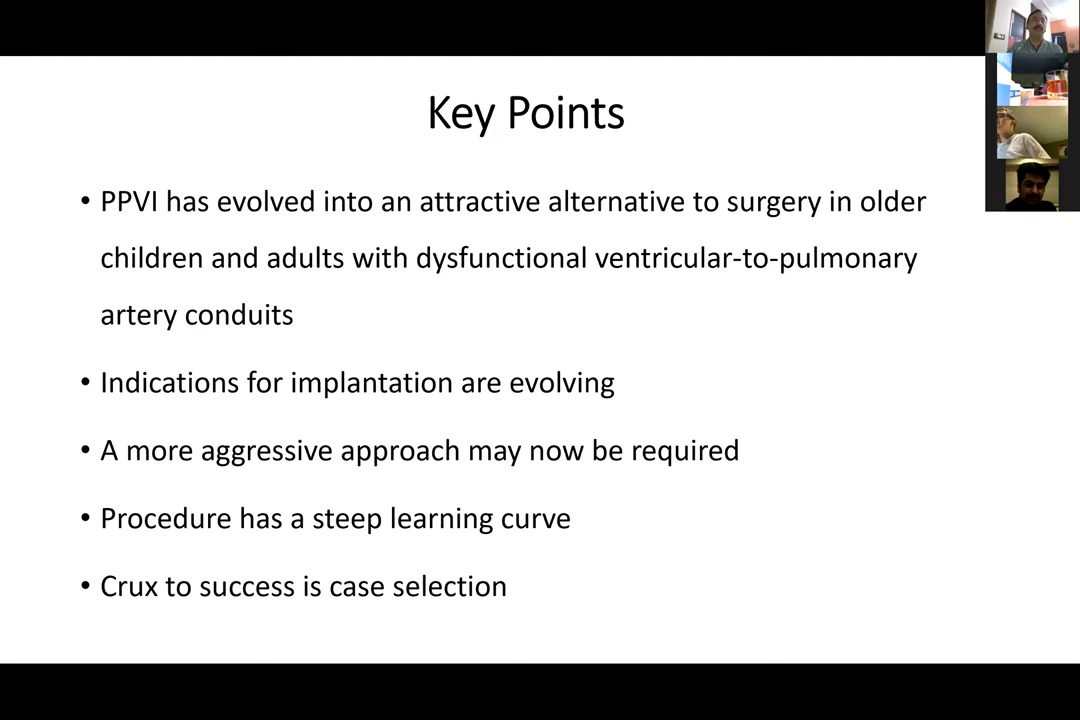 Key Points
• PPVI has evolved into an attractive alternative to surgery in older
children and adults with dysfunctional ventricular-to-pulmonary
artery conduits
• Indications for implantation are evolving
• A more aggressive approach may now be required
• Procedure has a steep learning curve
• Crux to success is case selection